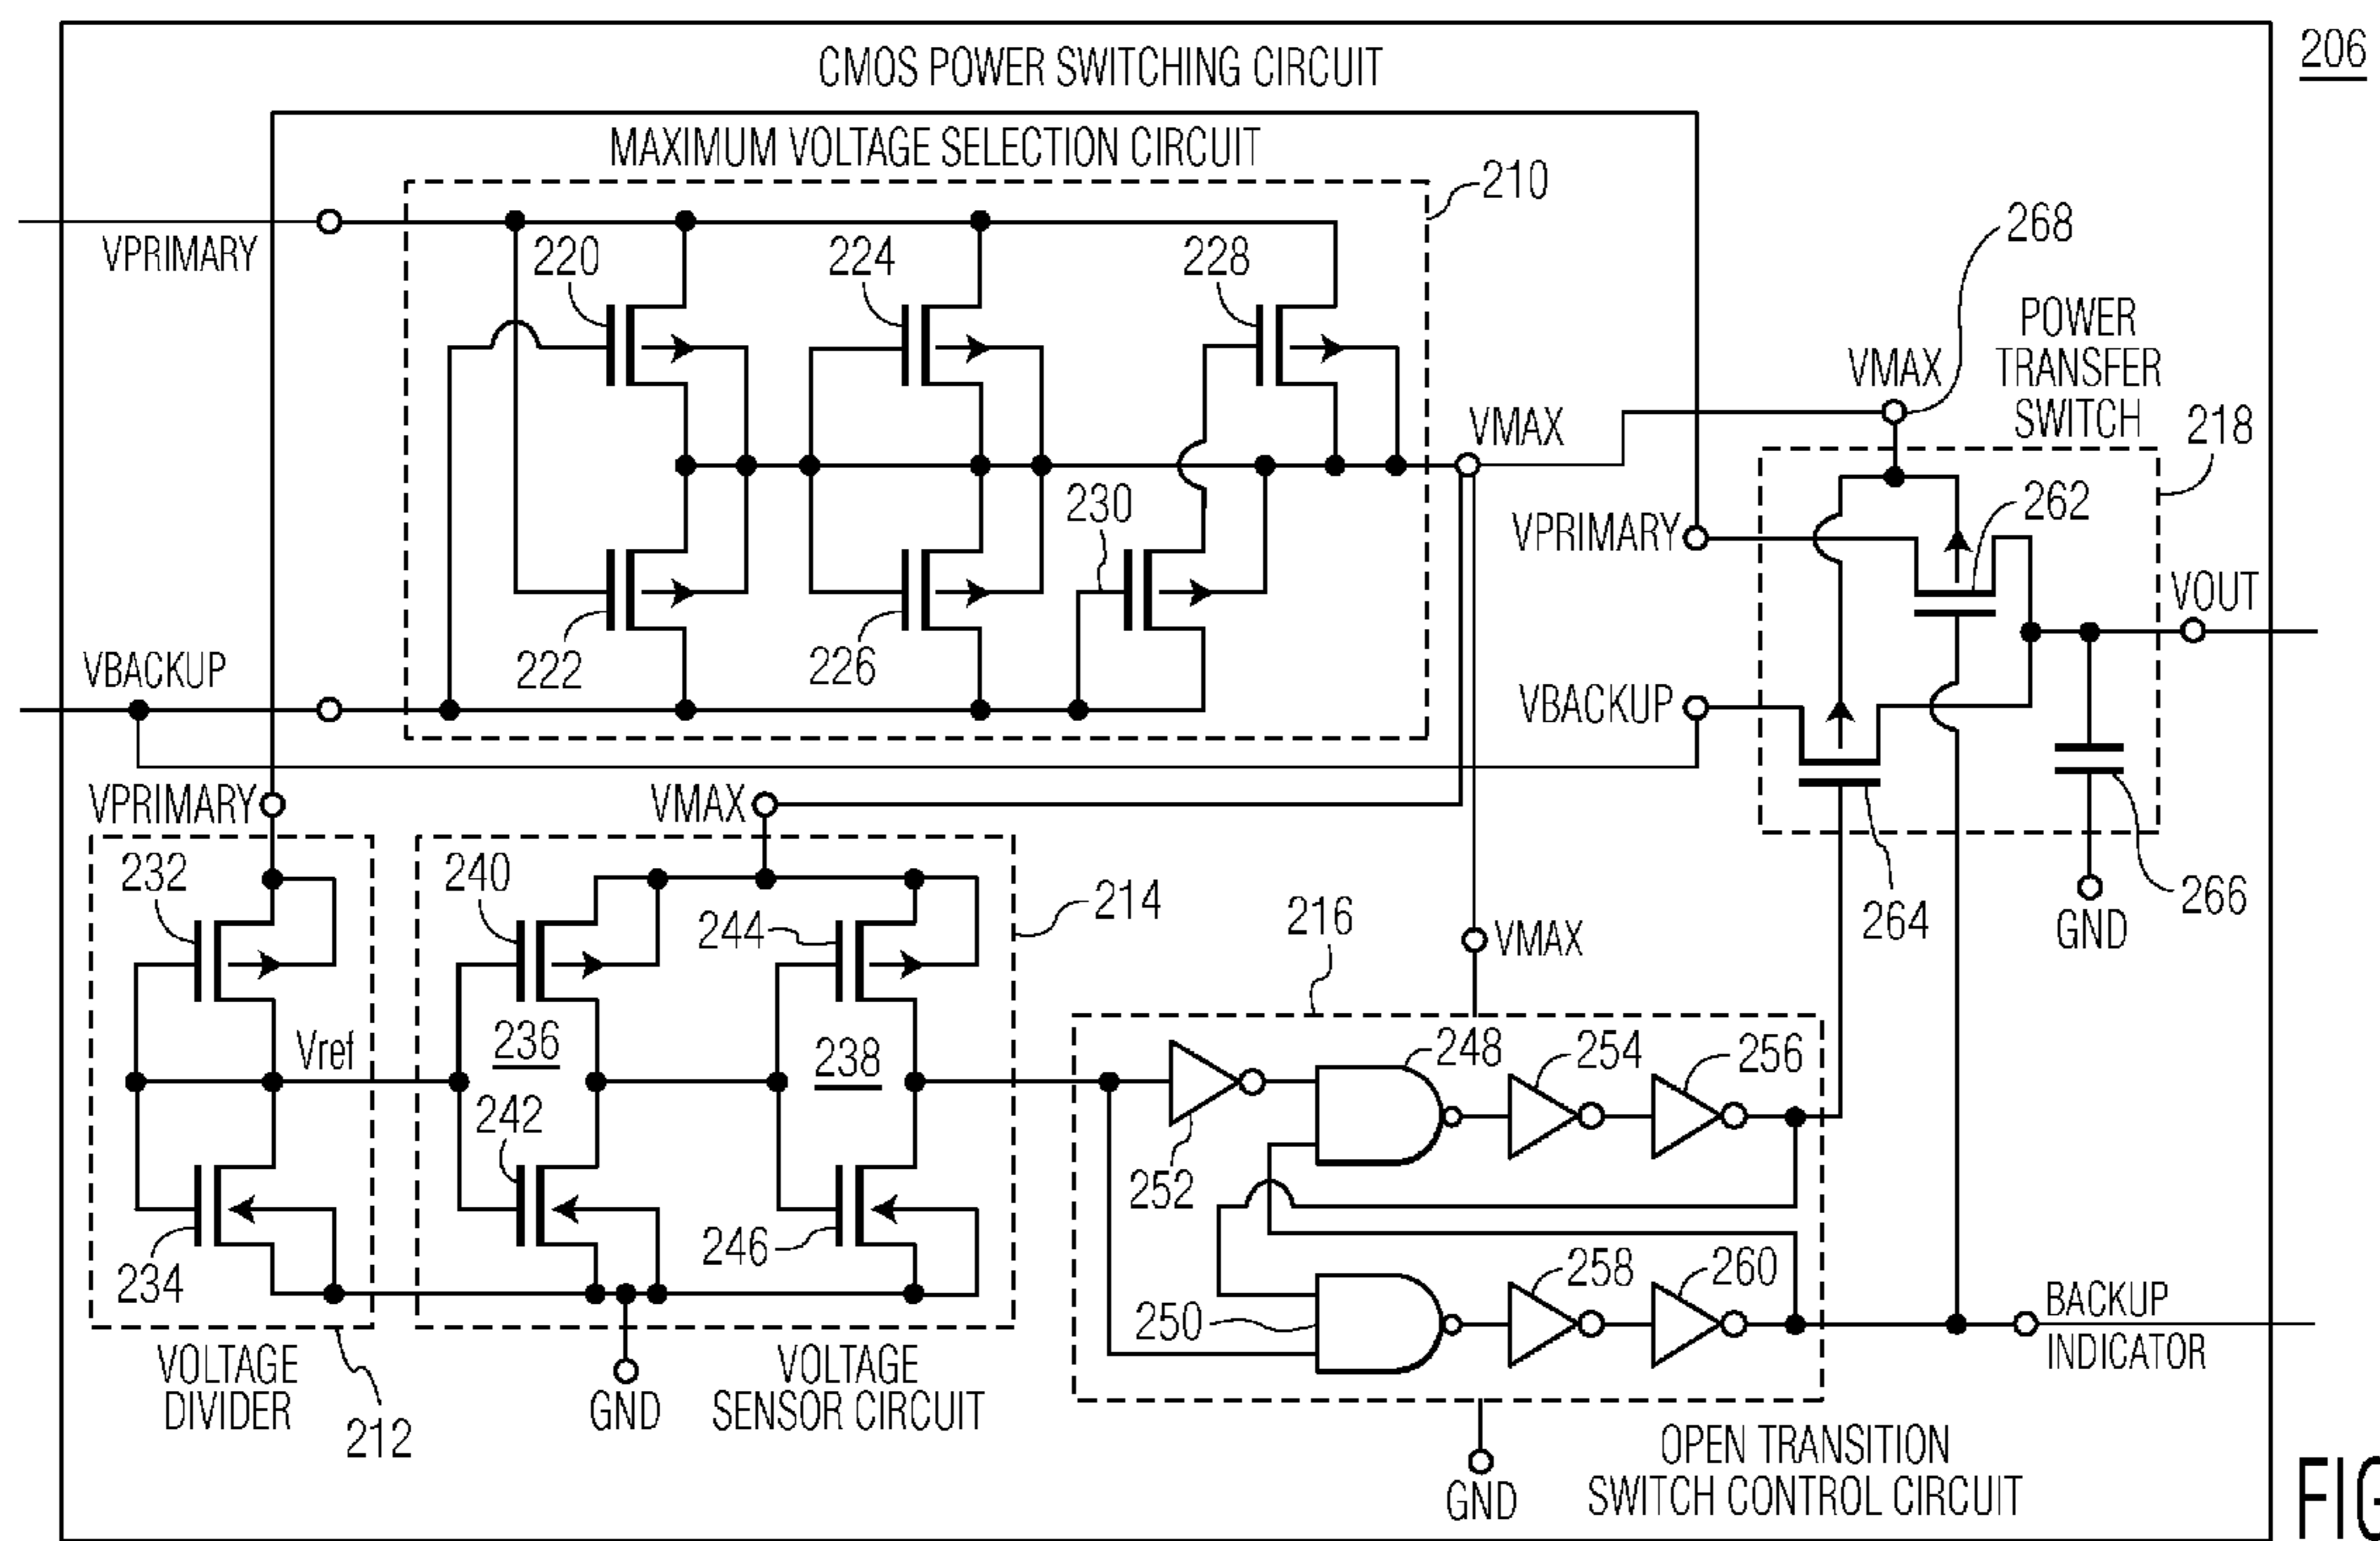 CMOS POWER SWITCHING CIRCUIT
206
MAXIMUM VOLTAGE SELECTION CIRCUIT
210
VPRIMARY
220
224
228
268
POWER
TRANSFER
SWITCH
VMAX
VMAX
218
230
VPRIMARY
262
VOUT
222
226
VBACKUP
VBACKUP
VPRIMARY
VMAX
232
240
244
214
216
VMAX
264
GND
266
Vref
236
238
248
254
256
242
252
234
246
250
258
260
BACKUP
INDICATOR
VOLTAGE
DIVIDER
212
GND
VOLTAGE
SENSOR CIRCUIT
GND
OPEN TRANSITION
SWITCH CONTROL CIRCUIT